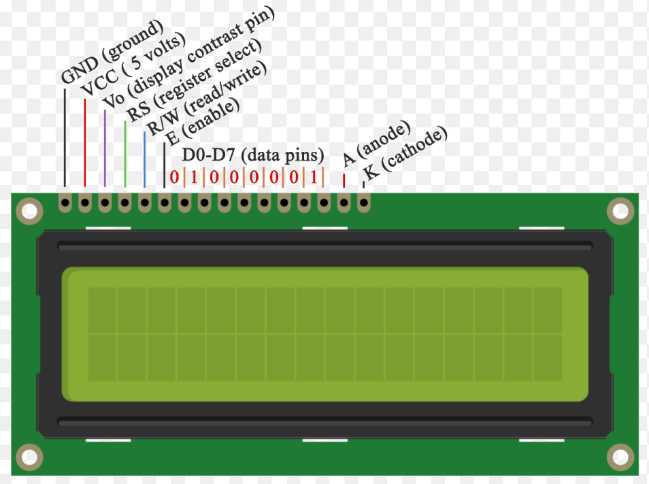 GND (ground)
VCC ( 5 volts)
Vo (display contrast pin)
RS (register select)
R/W (read/write)
E (enable)
D0-D7 (data pins)
0 1 0 0 0 0 0 1
A (anode)
K (cathode)